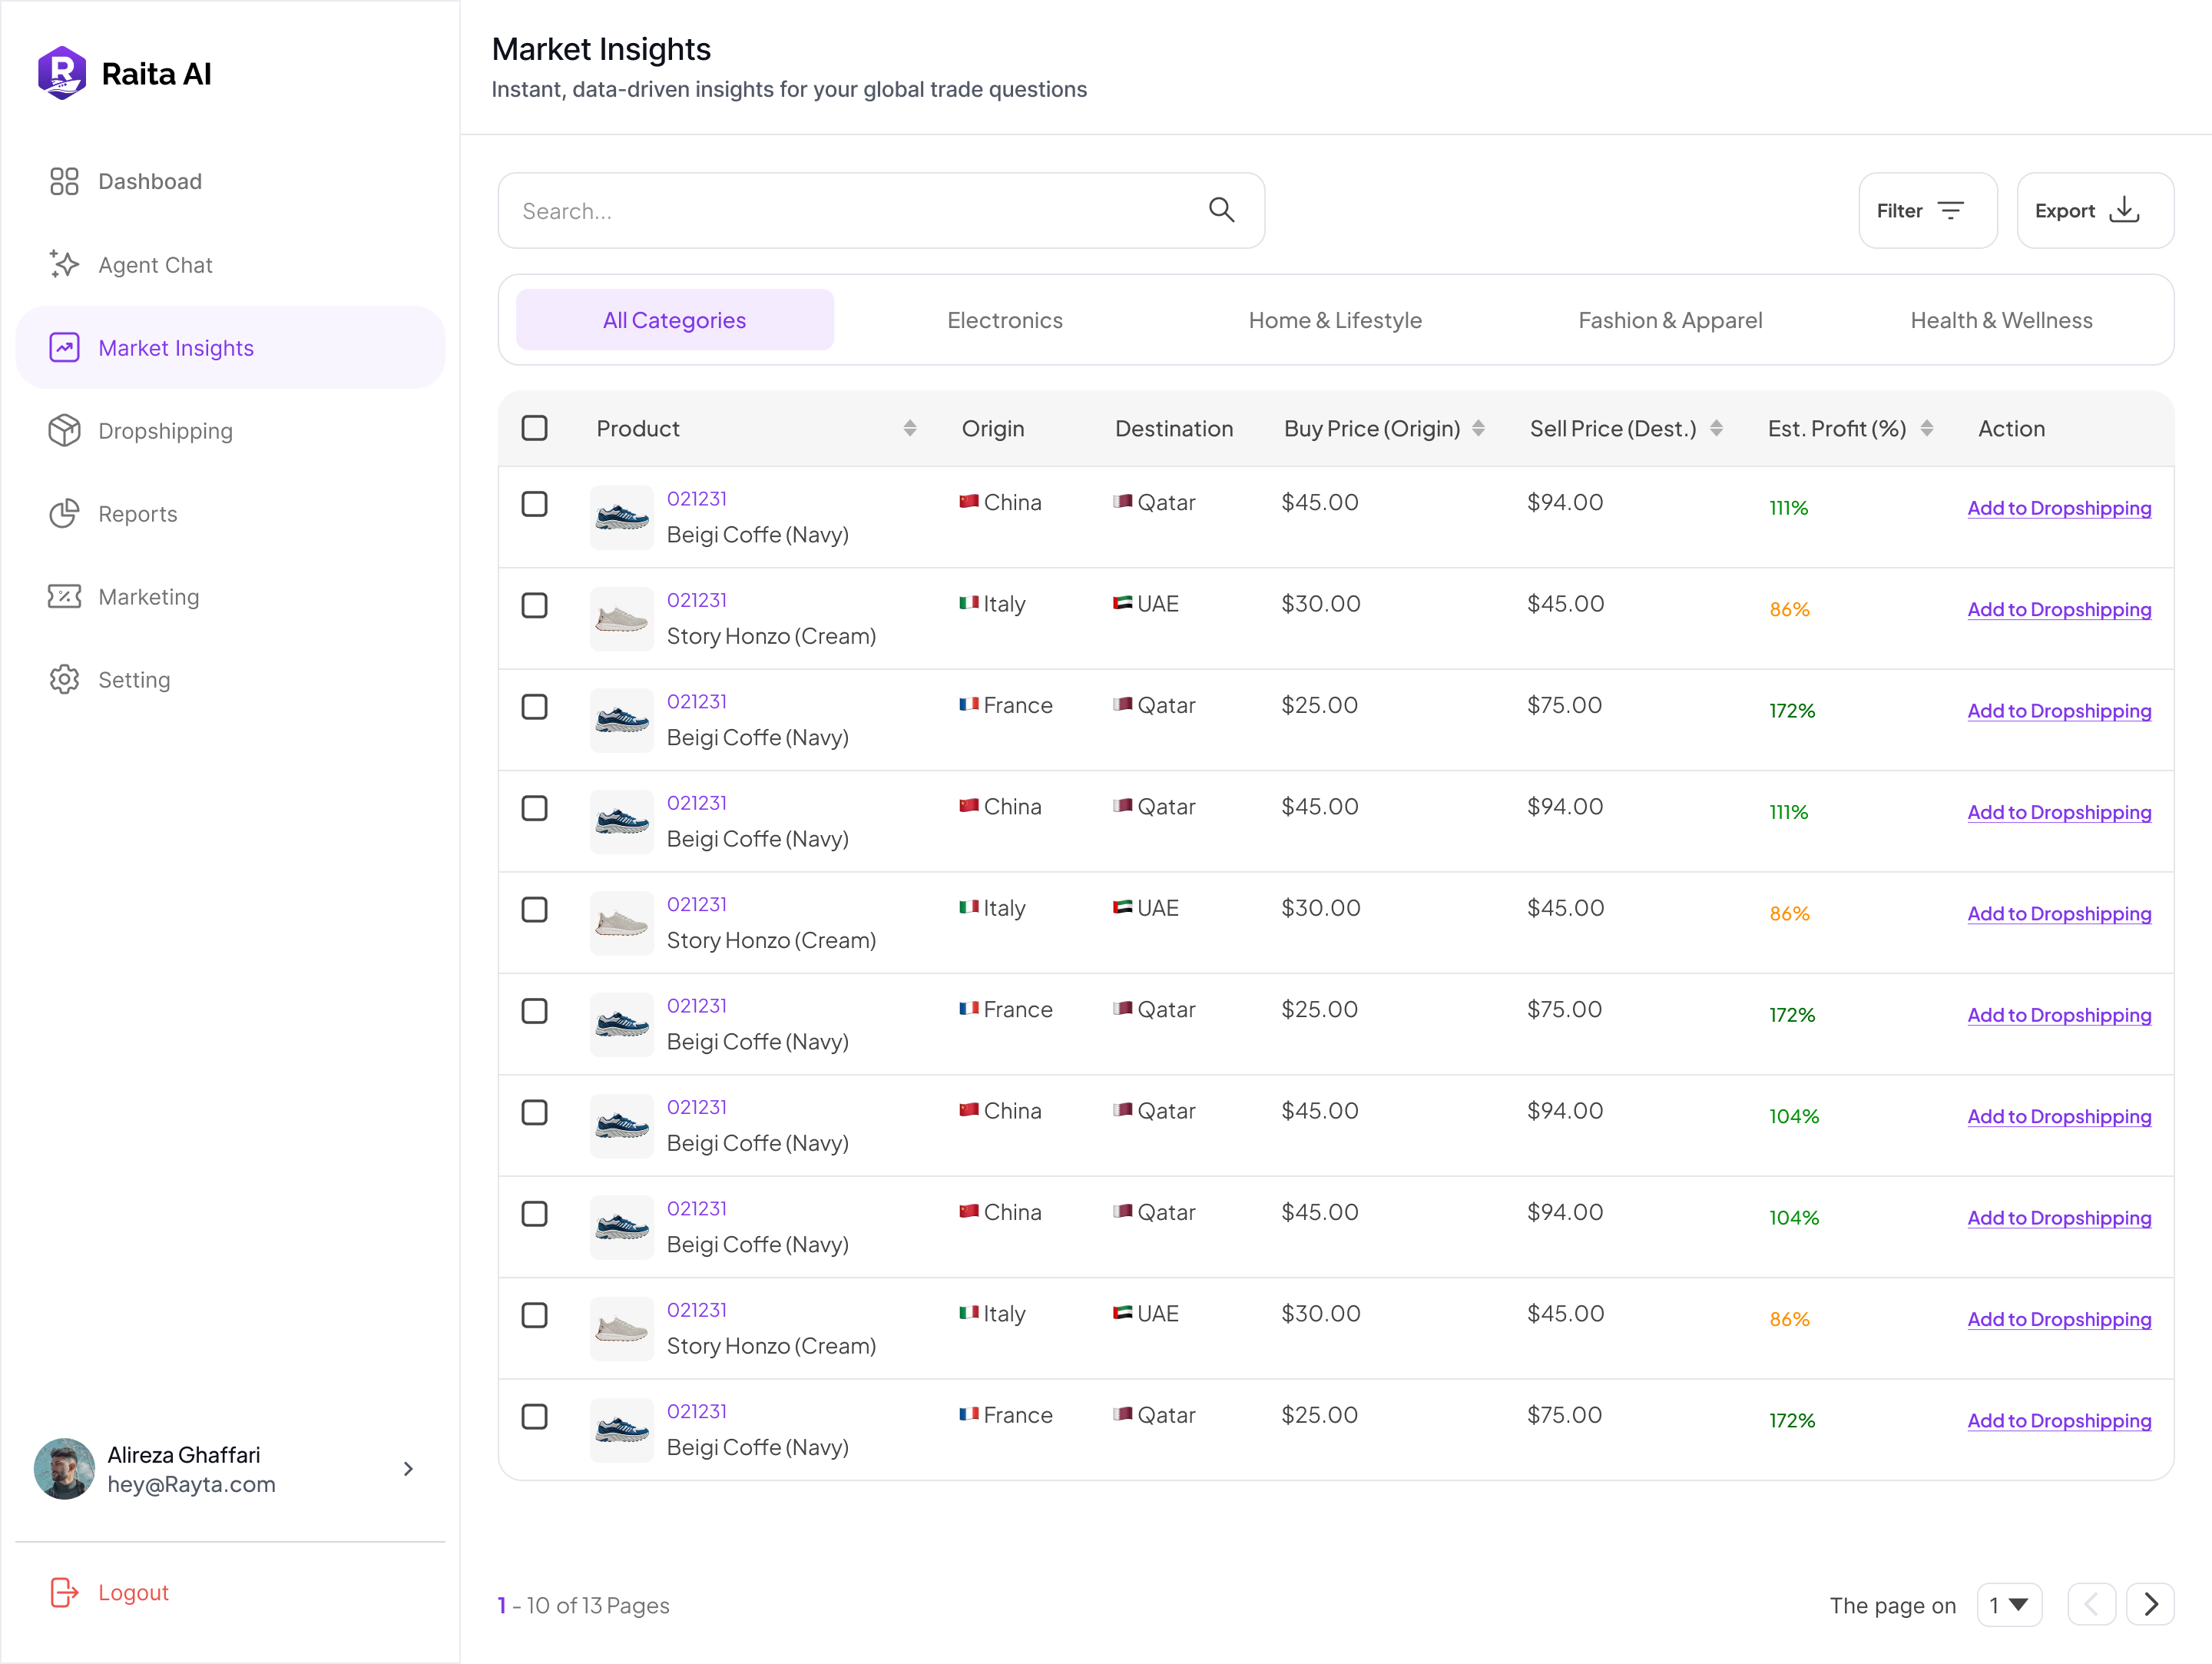 Raita AI
Dashboad
Agent Chat
Market Insights
Dropshipping
Reports
Marketing
Setting
Alireza Ghaffari
hey@Rayta.com
Logout
Market Insights
Instant, data-driven insights for your global trade questions
Search...
Filter
Export
All Categories Electronics Home & Lifestyle Fashion & Apparel Health & Wellness
Product Origin Destination Buy Price (Origin) Sell Price (Dest.) Est. Profit (%) Action
021231
Beigi Coffe (Navy) China Qatar $45.00 $94.00 111% Add to Dropshipping
021231
Story Honzo (Cream) Italy UAE $30.00 $45.00 86% Add to Dropshipping
021231
Beigi Coffe (Navy) France Qatar $25.00 $75.00 172% Add to Dropshipping
021231
Beigi Coffe (Navy) China Qatar $45.00 $94.00 111% Add to Dropshipping
021231
Story Honzo (Cream) Italy UAE $30.00 $45.00 86% Add to Dropshipping
021231
Beigi Coffe (Navy) France Qatar $25.00 $75.00 172% Add to Dropshipping
021231
Beigi Coffe (Navy) China Qatar $45.00 $94.00 104% Add to Dropshipping
021231
Beigi Coffe (Navy) China Qatar $45.00 $94.00 104% Add to Dropshipping
021231
Story Honzo (Cream) Italy UAE $30.00 $45.00 86% Add to Dropshipping
021231
Beigi Coffe (Navy) France Qatar $25.00 $75.00 172% Add to Dropshipping
1 - 10 of 13 Pages
The page on 1